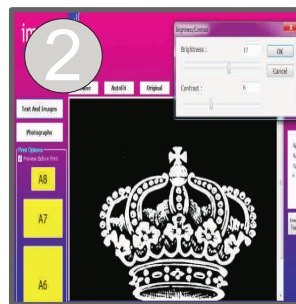 im
2
Brightness/Contrast
Brightness : 17
OK
Cancel
Contrast : 6
Autofit
Original
Text And Images
Photographs
Print Options
Preview Before Print
A8
A7
A6